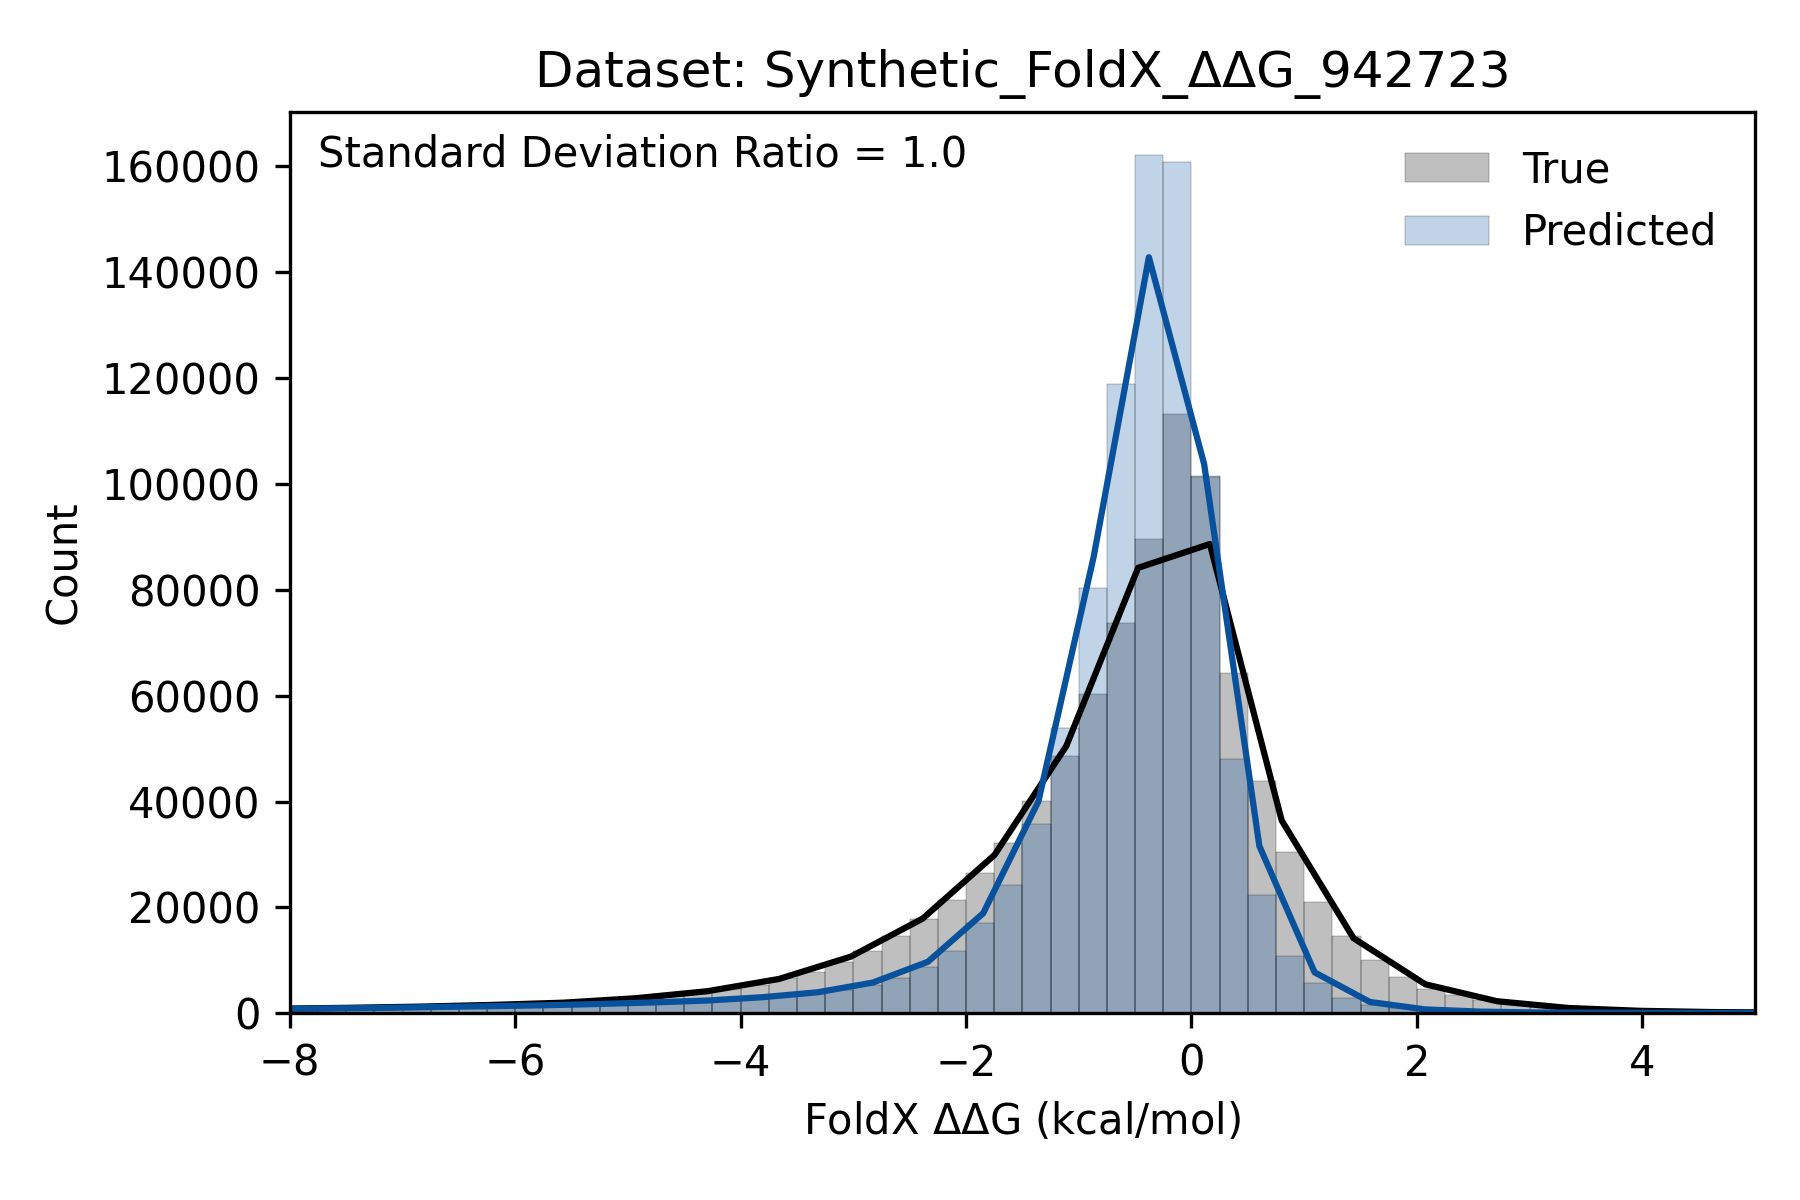 Dataset: Synthetic_FoldX_ΔΔG_942723
Standard Deviation Ratio = 1.0
True
Predicted
160000
140000
120000
100000
80000
60000
40000
20000
0
Count
−8 −6 −4 −2 0 2 4
FoldX ΔΔG (kcal/mol)